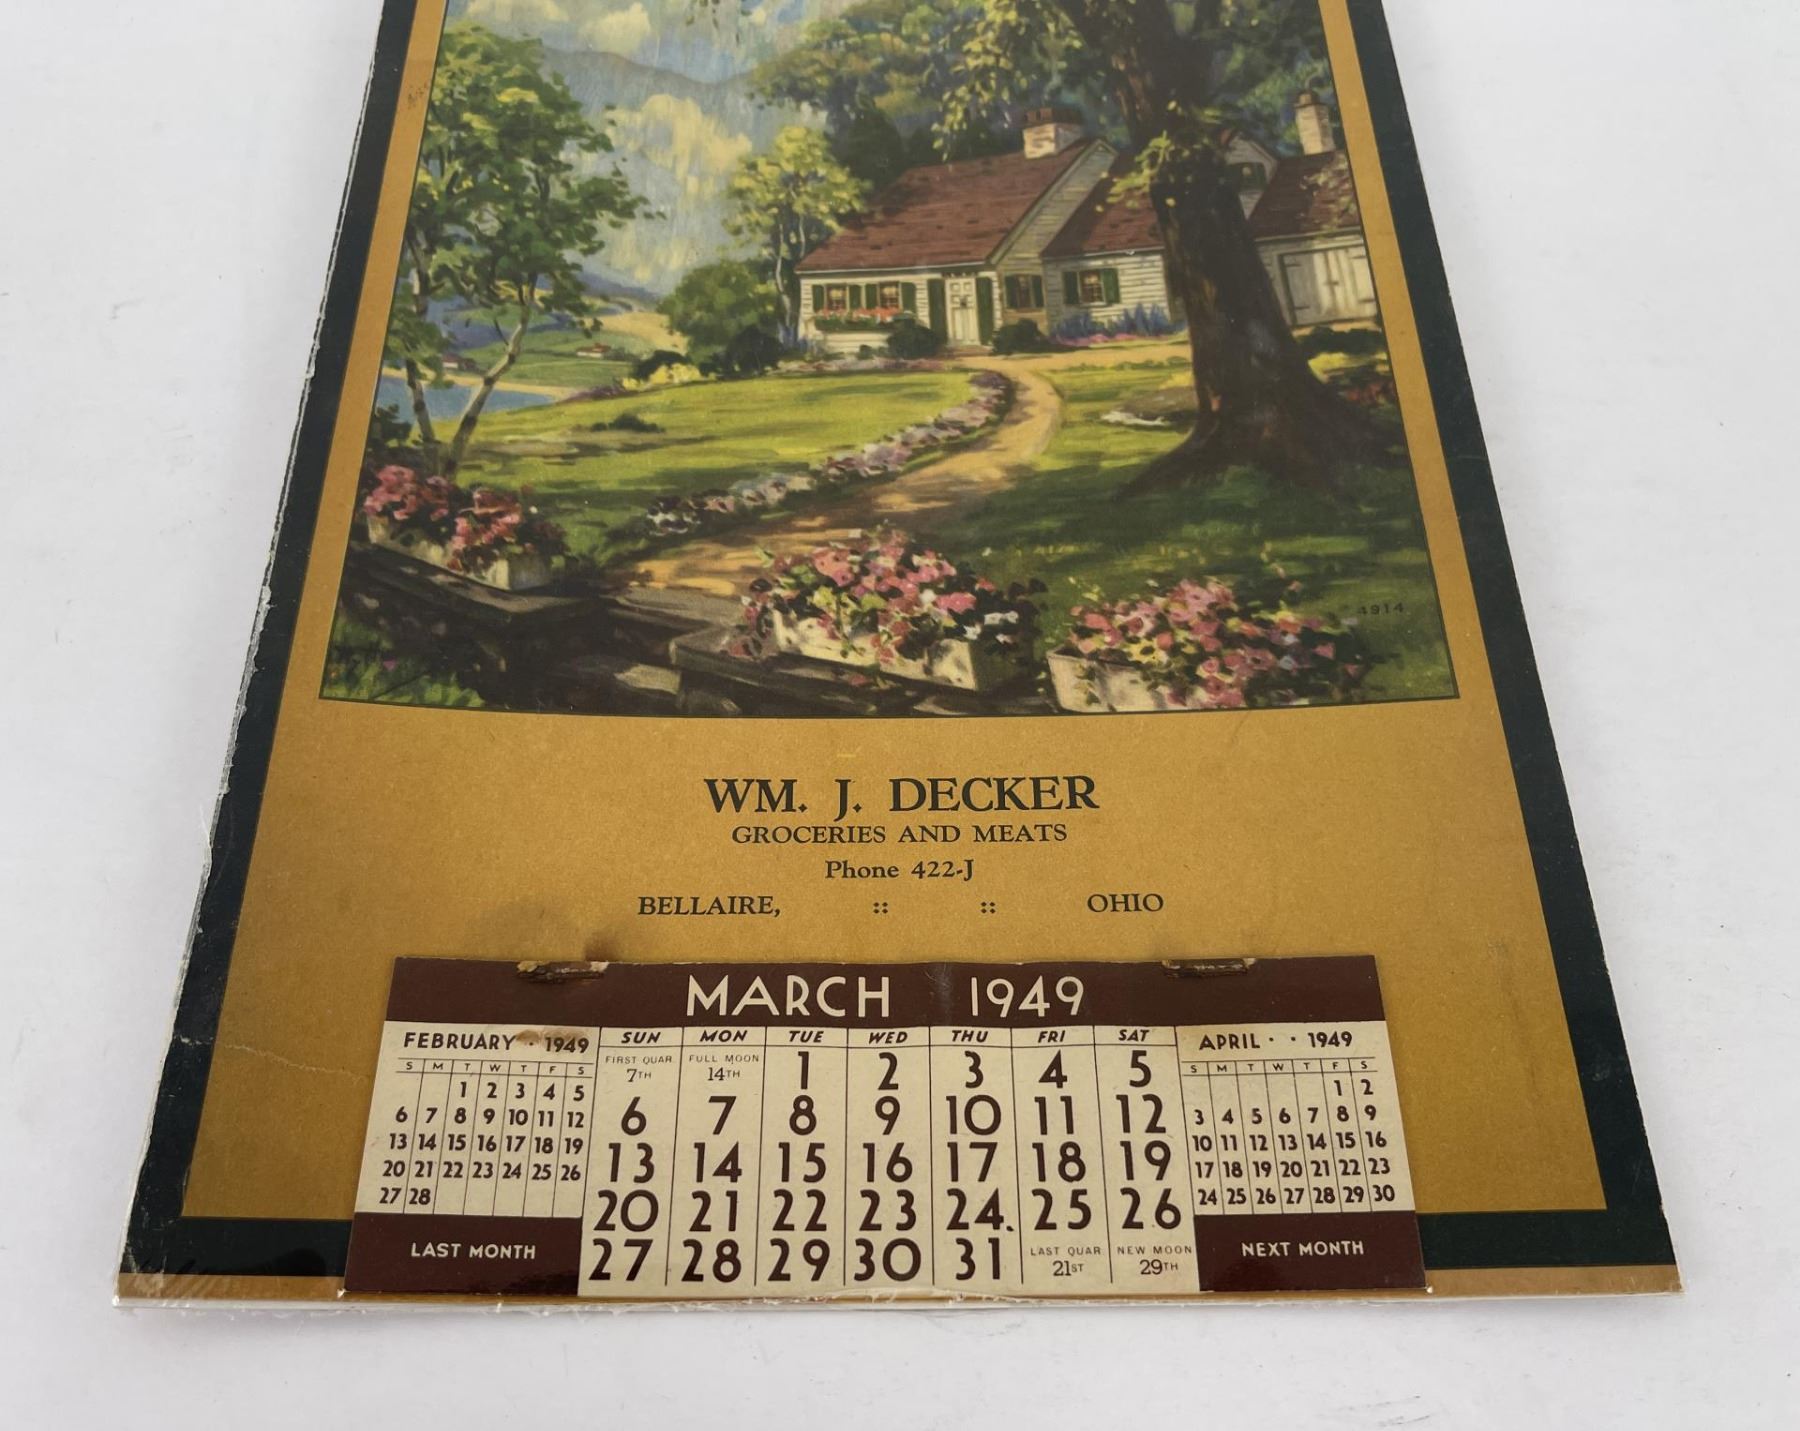 4914
WM. J. DECKER
GROCERIES AND MEATS
Phone 422-J
BELLAIRE, :: :: OHIO
MARCH 1949
FEBRUARY · 1949
S M T W T F S
1 2 3 4 5
6 7 8 9 10 11 12
13 14 15 16 17 18 19
20 21 22 23 24 25 26
27 28
LAST MONTH
SUN MON TUE WED THU FRI SAT
FIRST QUAR. 7TH FULL MOON 14TH 1 2 3 4 5
6 7 8 9 10 11 12
13 14 15 16 17 18 19
20 21 22 23 24. 25 26
27 28 29 30 31 LAST QUAR. 21ST NEW MOON 29TH
APRIL · · 1949
S M T W T F S
1 2
3 4 5 6 7 8 9
10 11 12 13 14 15 16
17 18 19 20 21 22 23
24 25 26 27 28 29 30
NEXT MONTH